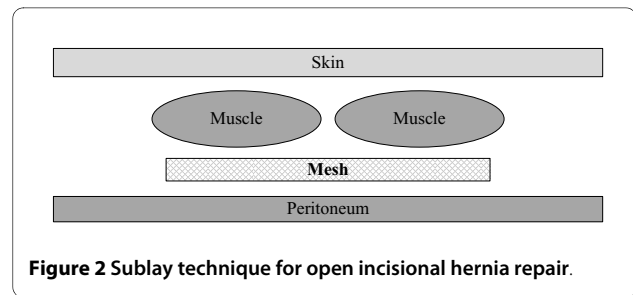 Skin
Muscle Muscle
Mesh
Peritoneum
Figure 2 Sublay technique for open incisional hernia repair.